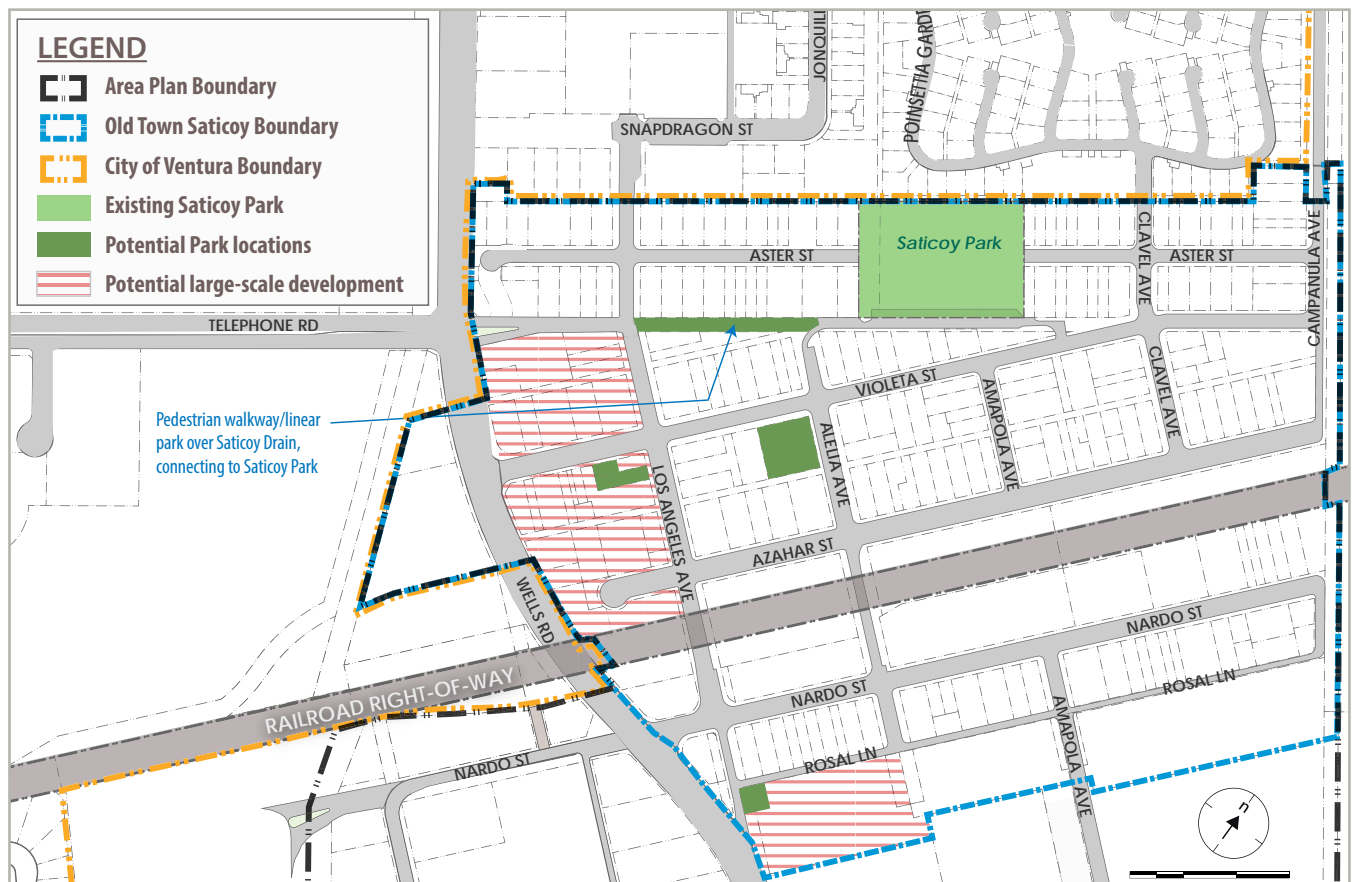 LEGEND
Area Plan Boundary
Old Town Saticoy Boundary
City of Ventura Boundary
Existing Saticoy Park
Potential Park locations
Potential large-scale development
JONQUIL
POINSETTIA GARD
SNAPDRAGON ST
Saticoy Park
ASTER ST
CLAVEL AVE
ASTER ST
CAMPANULA AVE
TELEPHONE RD
Pedestrian walkway/linear
park over Saticoy Drain,
connecting to Saticoy Park
VIOLETA ST
AMAPOLA AVE
CLAVEL AVE
ALELIA AVE
LOS ANGELES AVE
AZAHAR ST
WELLS RD
NARDO ST
RAILROAD RIGHT-OF-WAY
NARDO ST
ROSAL LN
AMAPOLA AVE
NARDO ST
ROSAL LN
n